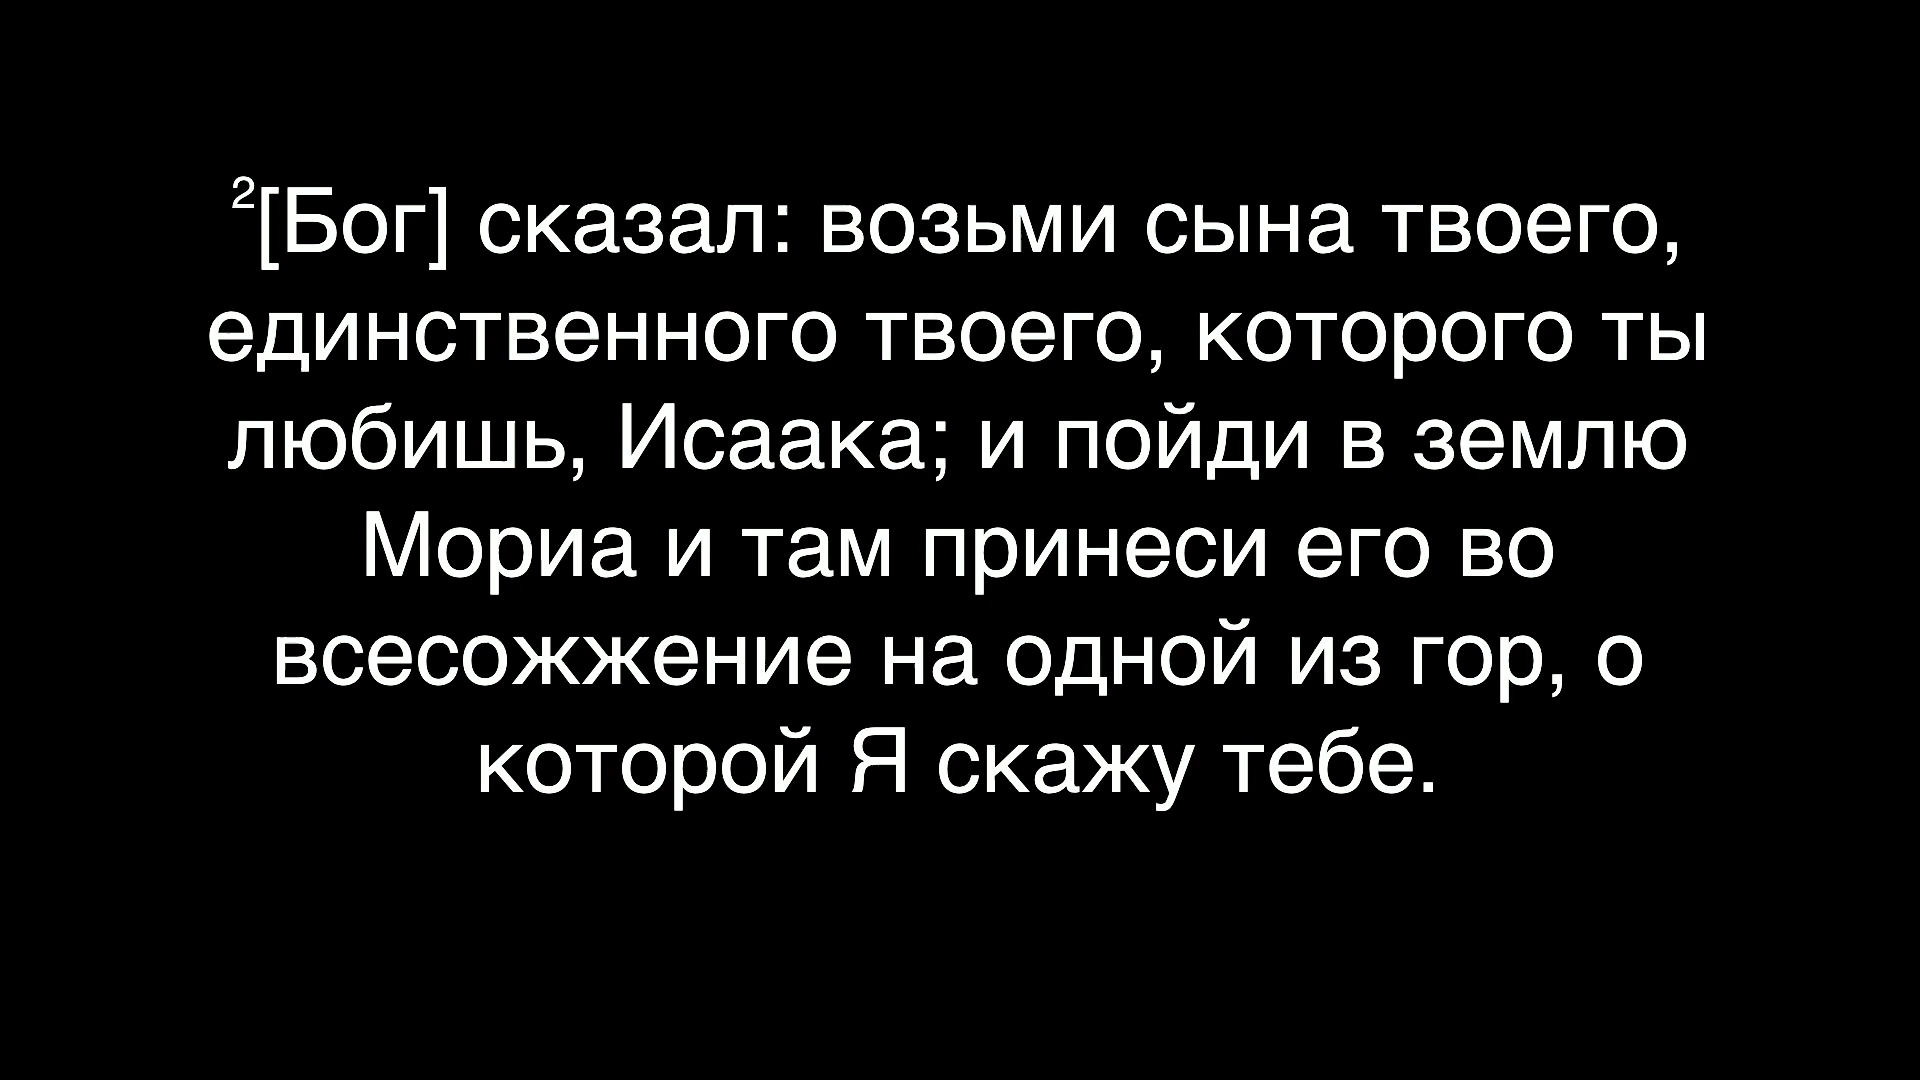 ²[Бог] сказал: возьми сына твоего,
единственного твоего, которого ты
любишь, Исаака; и пойди в землю
Мориа и там принеси его во
всесожжение на одной из гор, о
которой Я скажу тебе.